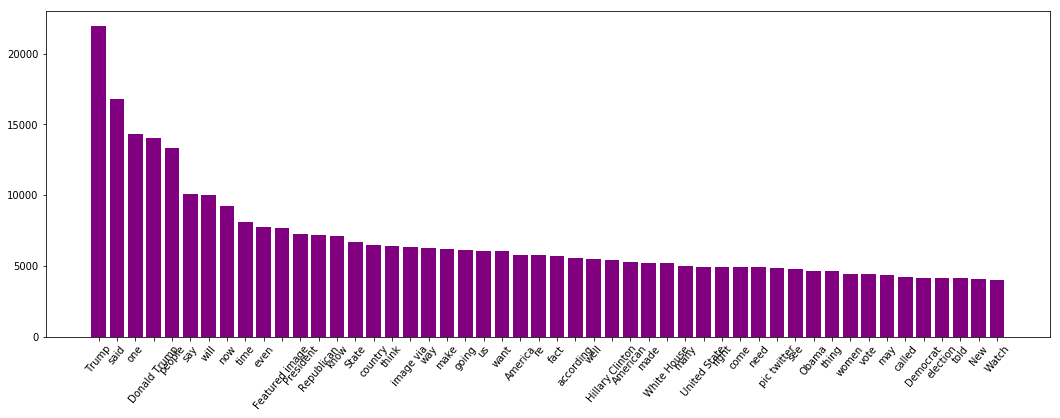 20000
15000
10000
5000
0
Trump
said
one
Donald Trump
people
say
will
now
time
even
Featured image
President
Republican
know
State
country
think
image via
way
make
going
us
want
America
re
fact
according
well
Hillary Clinton
American
made
White House
many
United State
right
come
need
pic twitter
see
Obama
thing
women
vote
may
called
Democrat
election
told
New
Watch